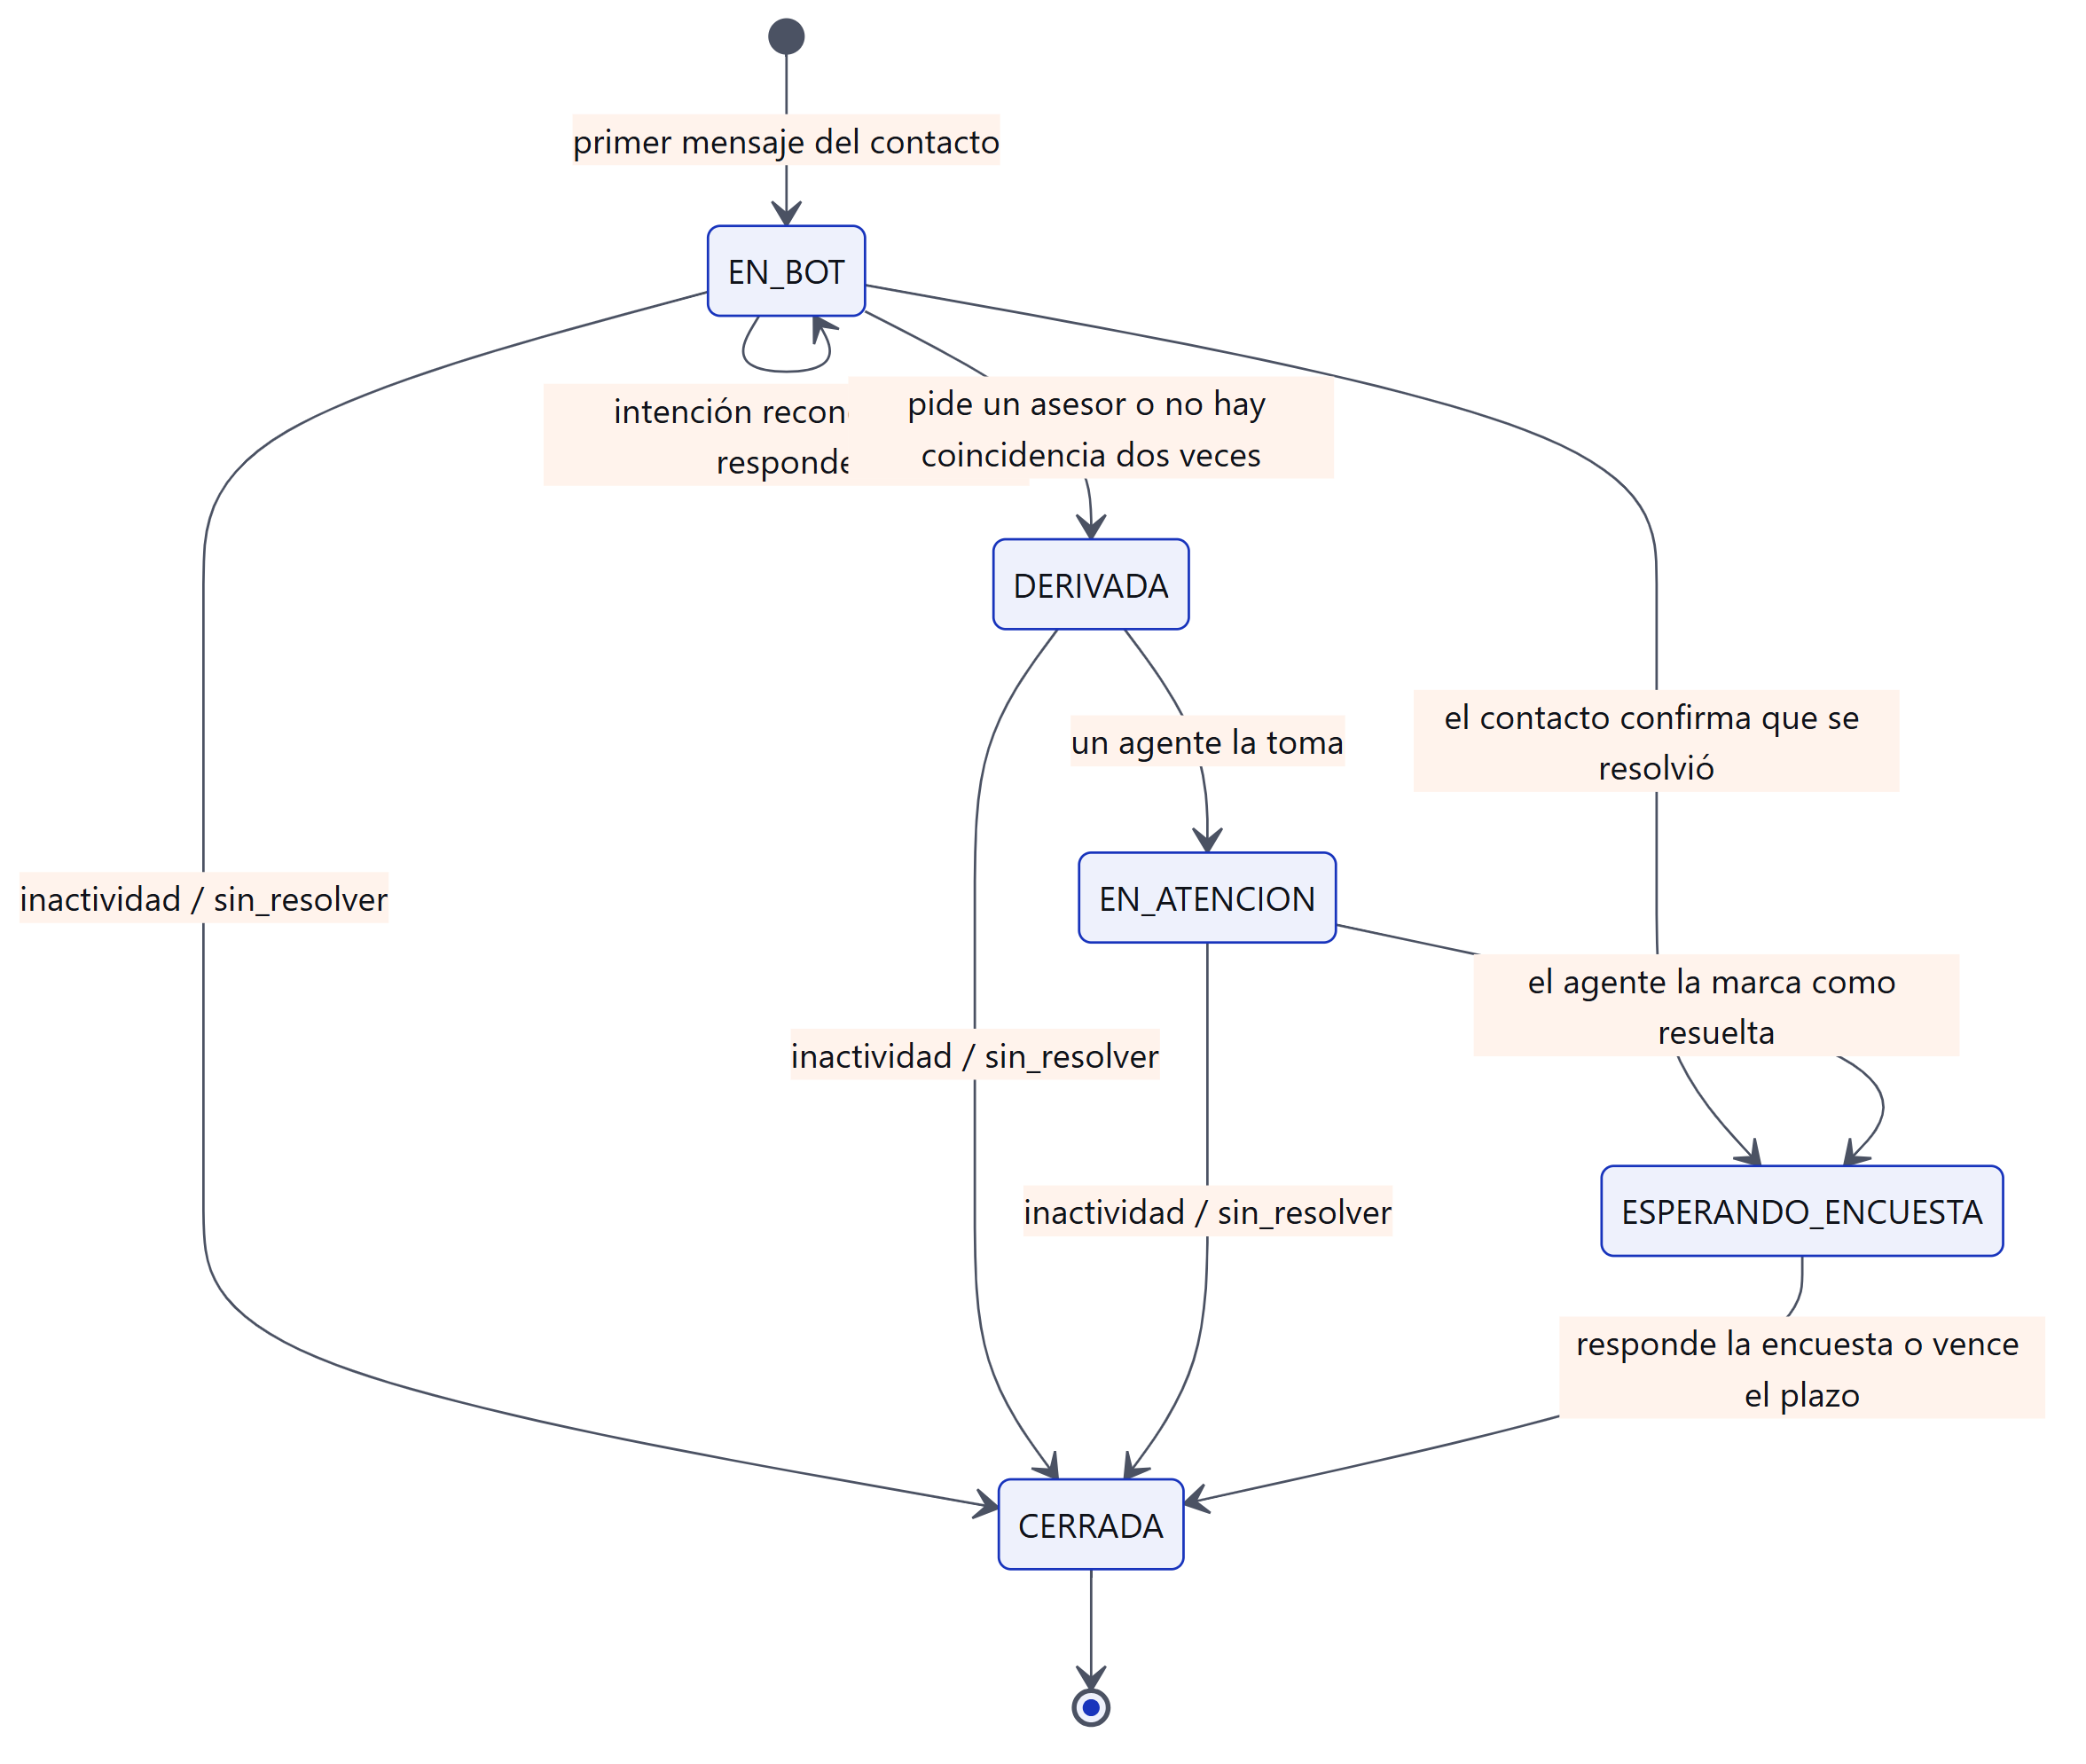 primer mensaje del contacto
EN_BOT
intención
responde
pide un asesor o no hay
coincidencia dos veces
DERIVADA
un agente la toma
el contacto confirma que se
resolvió
inactividad / sin_resolver
EN_ATENCION
el agente la marca como
resuelta
inactividad / sin_resolver
inactividad / sin_resolver
ESPERANDO_ENCUESTA
responde la encuesta o vence
el plazo
CERRADA